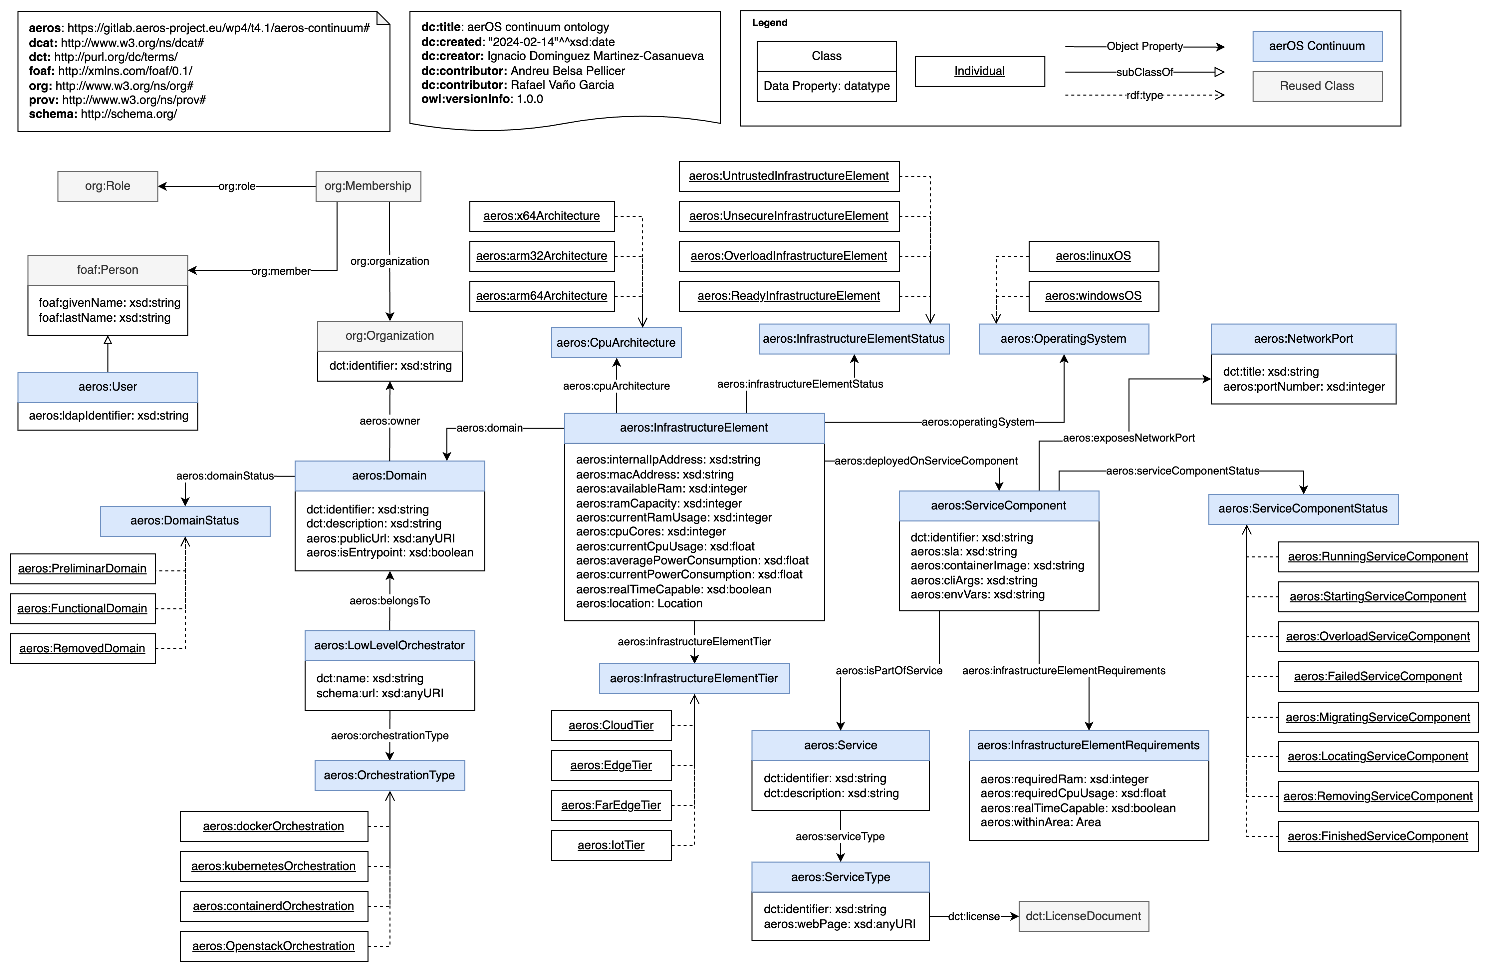 aeros: https://gitlab.aeros-project.eu/wp4/t4.1/aeros-continuum#
dcat: http://www.w3.org/ns/dcat#
dct: http://purl.org/dc/terms/
foaf: http://xmlns.com/foaf/0.1/
org: http://www.w3.org/ns/org#
prov: http://www.w3.org/ns/prov#
schema: http://schema.org/
dc:title: aerOS continuum ontology
dc:created: "2024-02-14"^^xsd:date
dc:creator: Ignacio Dominguez Martinez-Casanueva
dc:contributor: Andreu Belsa Pellicer
dc:contributor: Rafael Vaño Garcia
owl:versionInfo: 1.0.0
Legend
Class
Data Property: datatype
Individual
Object Property
subClassOf
rdf:type
aerOS Continuum
Reused Class
org:Role
org:role
org:Membership
org:member
org:organization
foaf:Person
foaf:givenName: xsd:string
foaf:lastName: xsd:string
aeros:User
aeros:ldapIdentifier: xsd:string
org:Organization
dct:identifier: xsd:string
aeros:owner
aeros:x64Architecture
aeros:arm32Architecture
aeros:arm64Architecture
aeros:CpuArchitecture
aeros:cpuArchitecture
aeros:UntrustedInfrastructureElement
aeros:UnsecureInfrastructureElement
aeros:OverloadInfrastructureElement
aeros:ReadyInfrastructureElement
aeros:InfrastructureElementStatus
aeros:infrastructureElementStatus
aeros:linuxOS
aeros:windowsOS
aeros:OperatingSystem
aeros:operatingSystem
aeros:NetworkPort
dct:title: xsd:string
aeros:portNumber: xsd:integer
aeros:exposesNetworkPort
aeros:domain
aeros:InfrastructureElement
aeros:internalIpAddress: xsd:string
aeros:macAddress: xsd:string
aeros:availableRam: xsd:integer
aeros:ramCapacity: xsd:integer
aeros:currentRamUsage: xsd:integer
aeros:cpuCores: xsd:integer
aeros:currentCpuUsage: xsd:float
aeros:averagePowerConsumption: xsd:float
aeros:currentPowerConsumption: xsd:float
aeros:realTimeCapable: xsd:boolean
aeros:location: Location
aeros:deployedOnServiceComponent
aeros:serviceComponentStatus
aeros:domainStatus
aeros:Domain
dct:identifier: xsd:string
dct:description: xsd:string
aeros:publicUrl: xsd:anyURI
aeros:isEntrypoint: xsd:boolean
aeros:DomainStatus
aeros:PreliminarDomain
aeros:FunctionalDomain
aeros:RemovedDomain
aeros:belongsTo
aeros:LowLevelOrchestrator
dct:name: xsd:string
schema:url: xsd:anyURI
aeros:orchestrationType
aeros:OrchestrationType
aeros:dockerOrchestration
aeros:kubernetesOrchestration
aeros:containerdOrchestration
aeros:OpenstackOrchestration
aeros:infrastructureElementTier
aeros:InfrastructureElementTier
aeros:CloudTier
aeros:EdgeTier
aeros:FarEdgeTier
aeros:IotTier
aeros:ServiceComponent
dct:identifier: xsd:string
aeros:sla: xsd:string
aeros:containerImage: xsd:string
aeros:cliArgs: xsd:string
aeros:envVars: xsd:string
aeros:isPartOfService
aeros:infrastructureElementRequirements
aeros:Service
dct:identifier: xsd:string
dct:description: xsd:string
aeros:serviceType
aeros:ServiceType
dct:identifier: xsd:string
aeros:webPage: xsd:anyURI
dct:license
dct:LicenseDocument
aeros:InfrastructureElementRequirements
aeros:requiredRam: xsd:integer
aeros:requiredCpuUsage: xsd:float
aeros:realTimeCapable: xsd:boolean
aeros:withinArea: Area
aeros:ServiceComponentStatus
aeros:RunningServiceComponent
aeros:StartingServiceComponent
aeros:OverloadServiceComponent
aeros:FailedServiceComponent
aeros:MigratingServiceComponent
aeros:LocatingServiceComponent
aeros:RemovingServiceComponent
aeros:FinishedServiceComponent